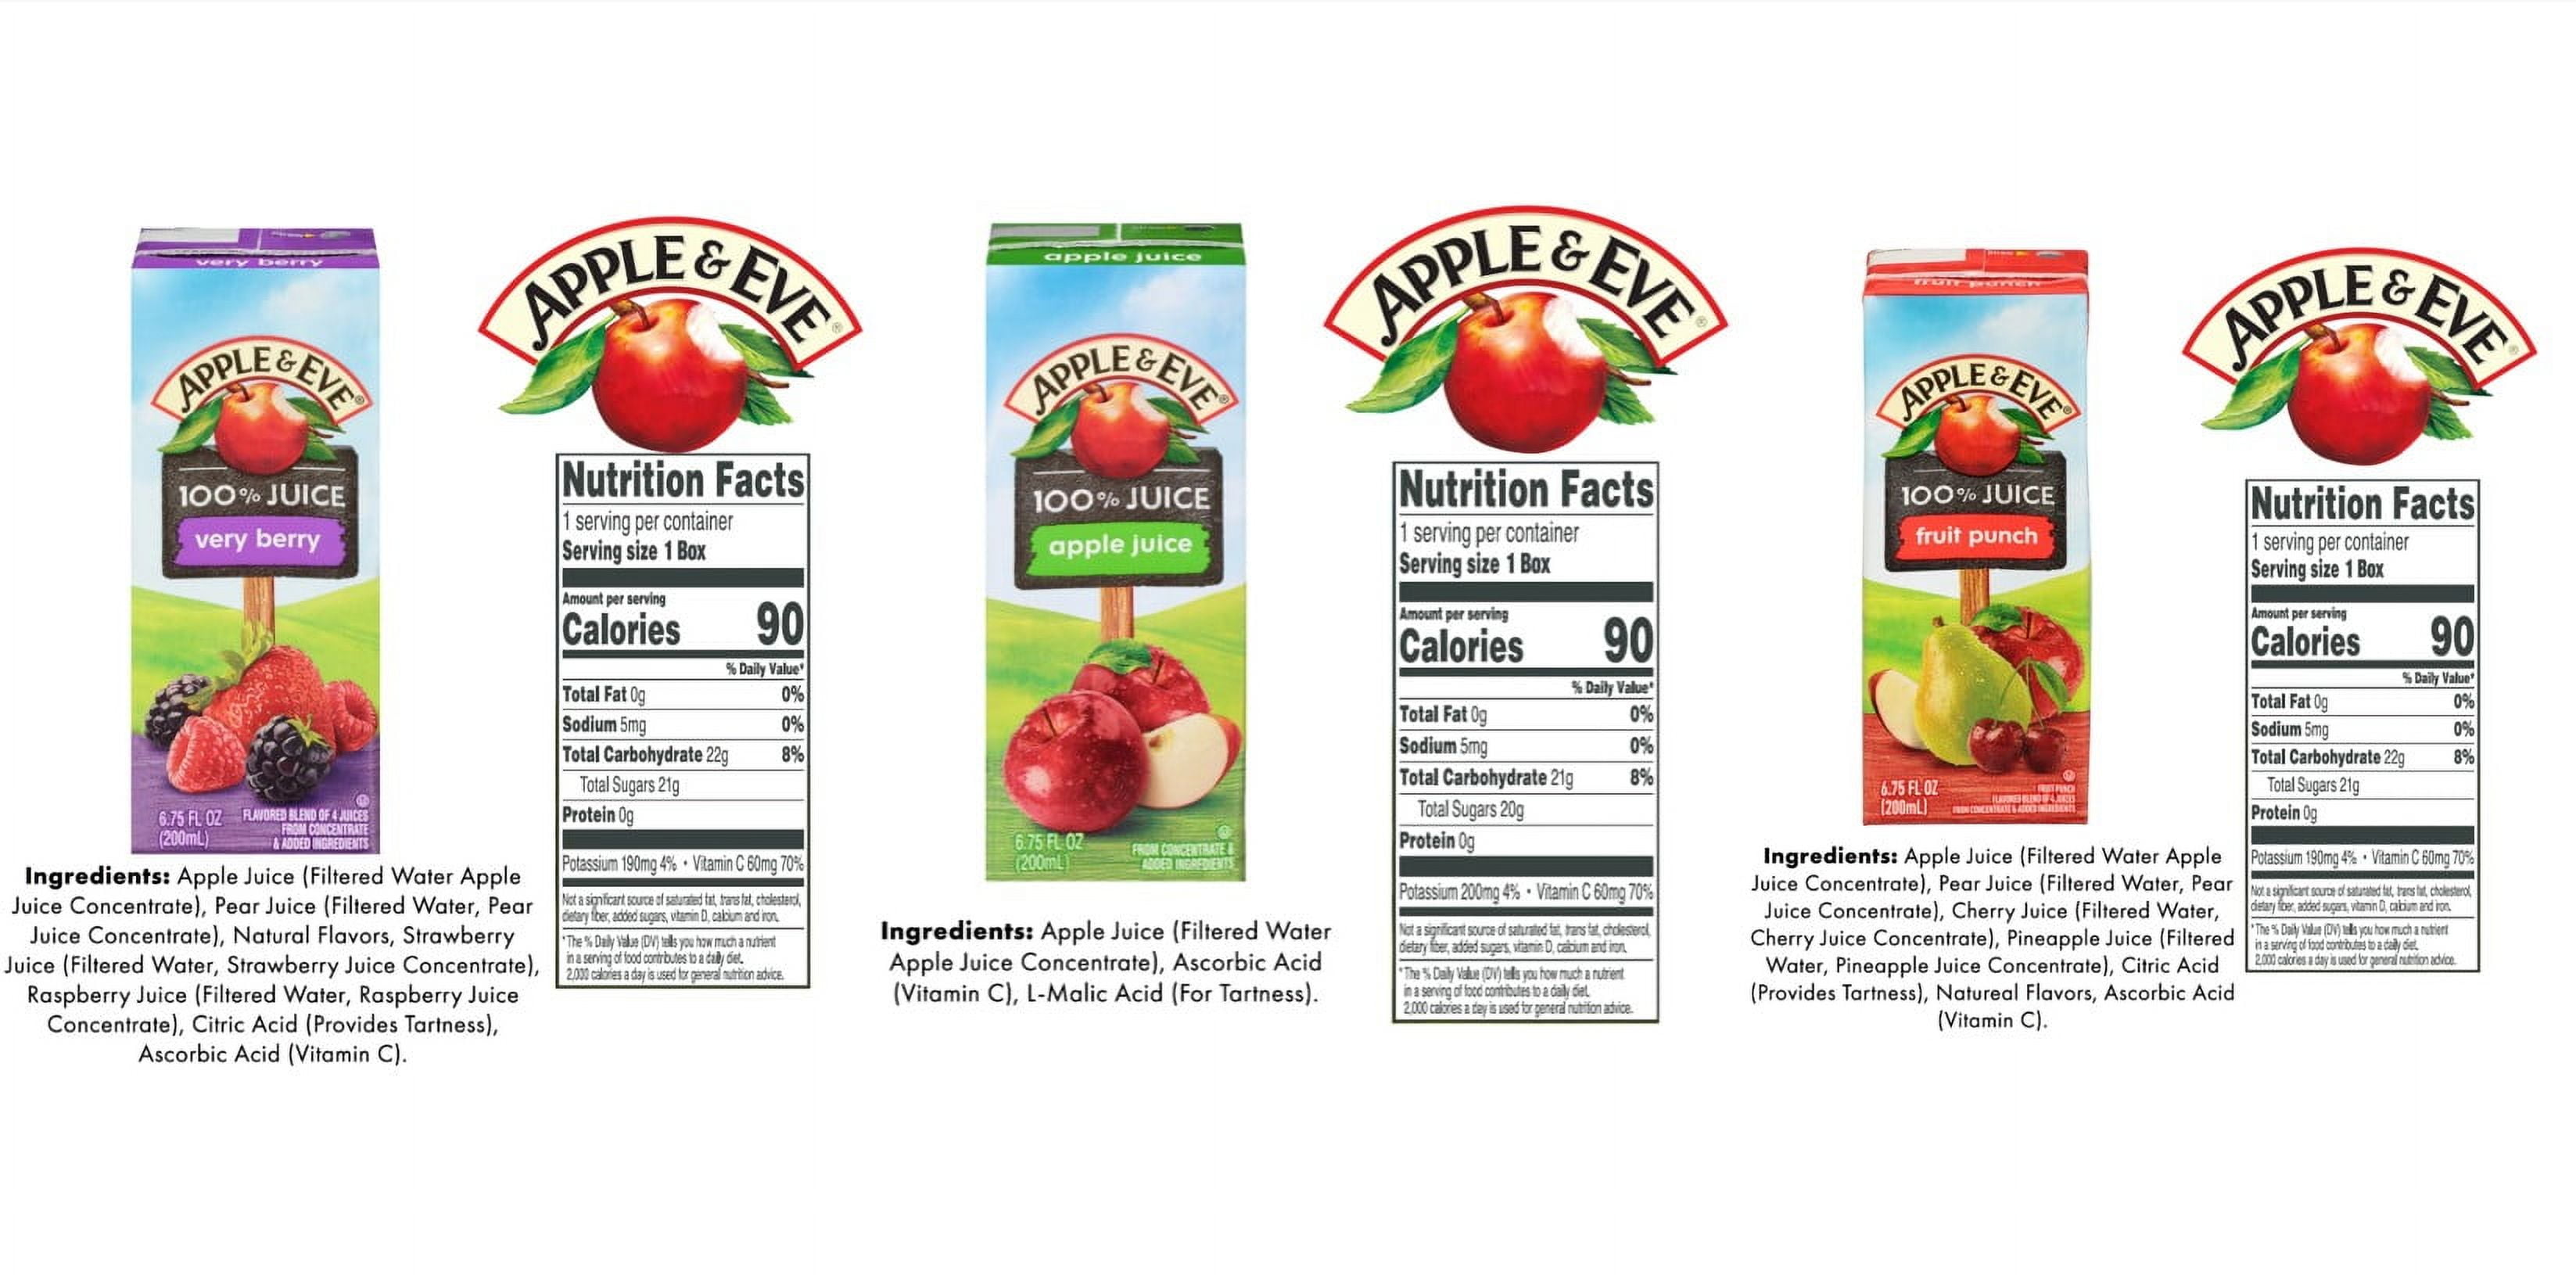 very berry
APPLE & EVE®
100% JUICE
very berry
6.75 FL OZ
(200mL)
FLAVORED BLEND OF 4 JUICES
FROM CONCENTRATE
& ADDED INGREDIENTS
Ingredients: Apple Juice (Filtered Water Apple
Juice Concentrate), Pear Juice (Filtered Water, Pear
Juice Concentrate), Natural Flavors, Strawberry
Juice (Filtered Water, Strawberry Juice Concentrate),
Raspberry Juice (Filtered Water, Raspberry Juice
Concentrate), Citric Acid (Provides Tartness),
Ascorbic Acid (Vitamin C).
APPLE & EVE®
Nutrition Facts
1 serving per container
Serving size 1 Box
Amount per serving
Calories 90
% Daily Value*
Total Fat 0g 0%
Sodium 5mg 0%
Total Carbohydrate 22g 8%
Total Sugars 21g
Protein 0g
Potassium 190mg 4% • Vitamin C 60mg 70%
Not a significant source of saturated fat, trans fat, cholesterol,
dietary fiber, added sugars, vitamin D, calcium and iron.
*The % Daily Value (DV) tells you how much a nutrient
in a serving of food contributes to a daily diet.
2,000 calories a day is used for general nutrition advice.
apple juice
APPLE & EVE®
100% JUICE
apple juice
6.75 FL OZ
(200mL)
FROM CONCENTRATE &
ADDED INGREDIENTS
Ingredients: Apple Juice (Filtered Water
Apple Juice Concentrate), Ascorbic Acid
(Vitamin C), L-Malic Acid (For Tartness).
APPLE & EVE®
Nutrition Facts
1 serving per container
Serving size 1 Box
Amount per serving
Calories 90
% Daily Value*
Total Fat 0g 0%
Sodium 5mg 0%
Total Carbohydrate 21g 8%
Total Sugars 20g
Protein 0g
Potassium 200mg 4% • Vitamin C 60mg 70%
Not a significant source of saturated fat, trans fat, cholesterol,
dietary fiber, added sugars, vitamin D, calcium and iron.
*The % Daily Value (DV) tells you how much a nutrient
in a serving of food contributes to a daily diet.
2,000 calories a day is used for general nutrition advice.
fruit punch
APPLE & EVE®
100% JUICE
fruit punch
6.75 FL OZ
(200mL)
FRUIT PUNCH
FLAVORED BLEND OF 4 JUICES
FROM CONCENTRATE & ADDED INGREDIENTS
Ingredients: Apple Juice (Filtered Water Apple
Juice Concentrate), Pear Juice (Filtered Water, Pear
Juice Concentrate), Cherry Juice (Filtered Water,
Cherry Juice Concentrate), Pineapple Juice (Filtered
Water, Pineapple Juice Concentrate), Citric Acid
(Provides Tartness), Natureal Flavors, Ascorbic Acid
(Vitamin C).
APPLE & EVE®
Nutrition Facts
1 serving per container
Serving size 1 Box
Amount per serving
Calories 90
% Daily Value*
Total Fat 0g 0%
Sodium 5mg 0%
Total Carbohydrate 22g 8%
Total Sugars 21g
Protein 0g
Potassium 190mg 4% • Vitamin C 60mg 70%
Not a significant source of saturated fat, trans fat, cholesterol,
dietary fiber, added sugars, vitamin D, calcium and iron.
*The % Daily Value (DV) tells you how much a nutrient
in a serving of food contributes to a daily diet.
2,000 calories a day is used for general nutrition advice.